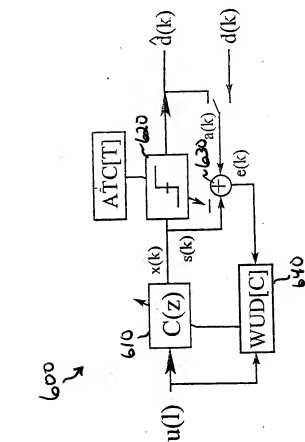 600
u(l)
610
C(z)
x(k)
s(k)
ATC[T]
620
630
a(k)
d̂(k)
d(k)
e(k)
WUD[C]
640